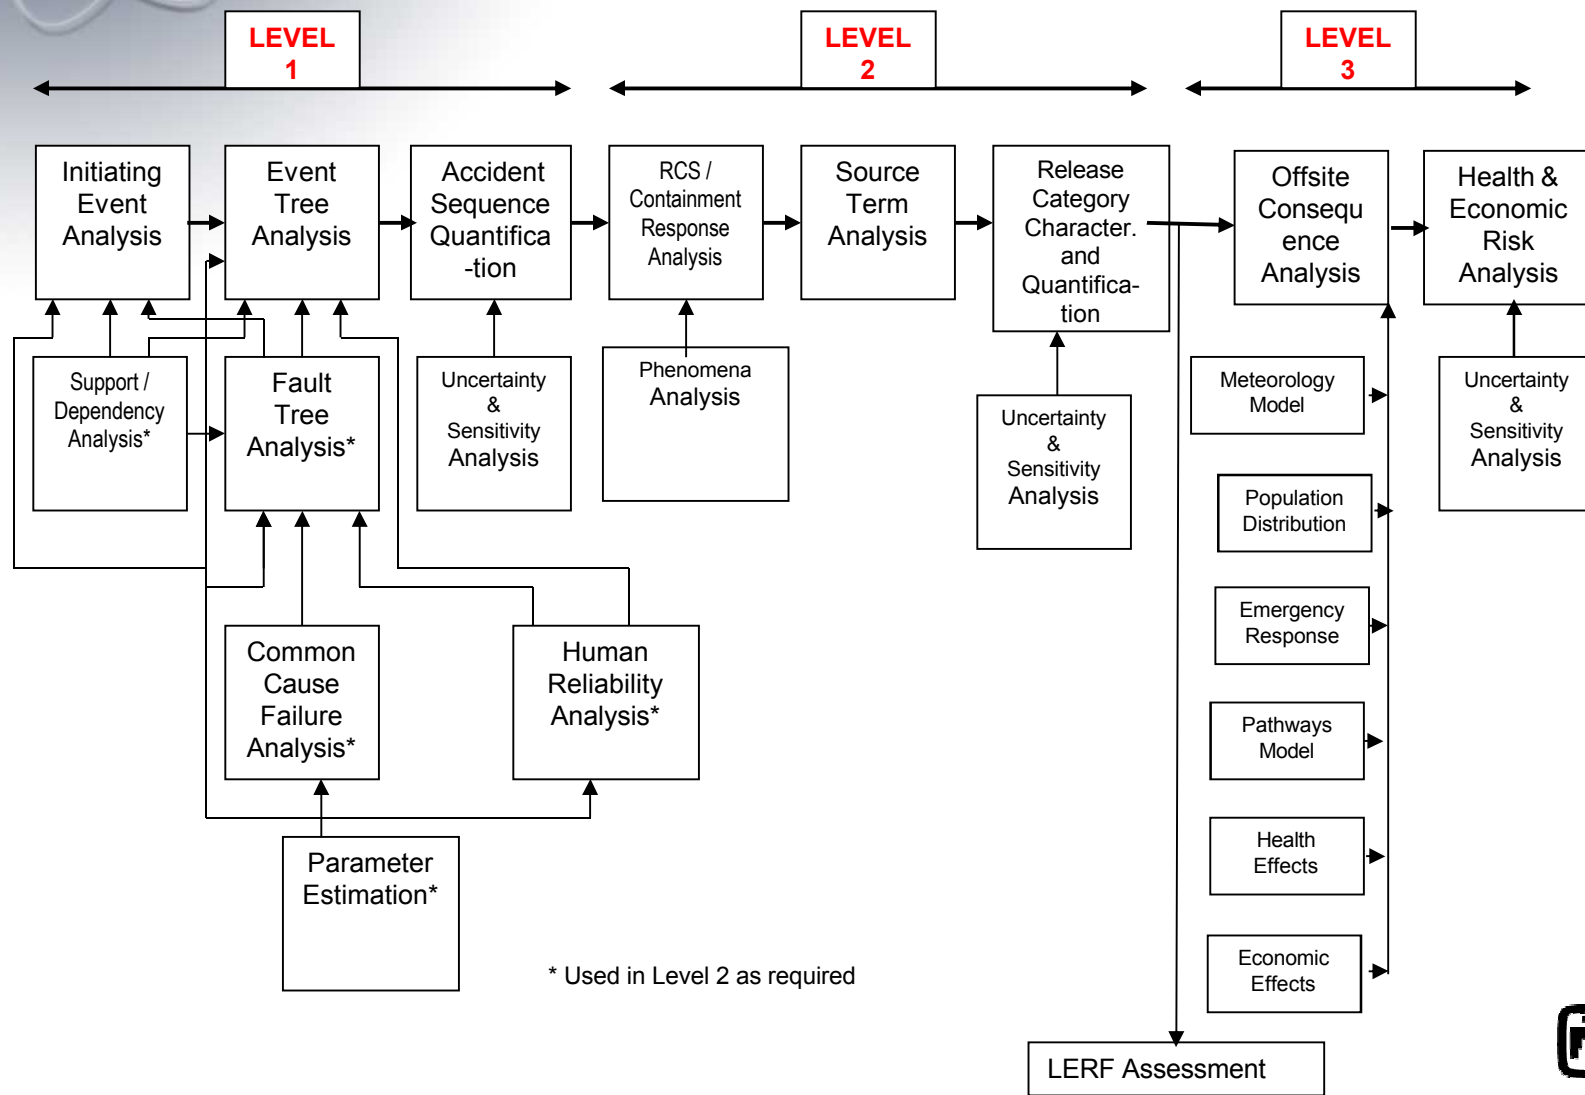 LEVEL
1
LEVEL
2
LEVEL
3
Initiating
Event
Analysis
Event
Tree
Analysis
Accident
Sequence
Quantifica
-tion
RCS /
Containment
Response
Analysis
Source
Term
Analysis
Release
Category
Character.
and
Quantifica-
tion
Offsite
Consequ
ence
Analysis
Health &
Economic
Risk
Analysis
Support /
Dependency
Analysis*
Fault
Tree
Analysis*
Uncertainty
&
Sensitivity
Analysis
Phenomena
Analysis
Uncertainty
&
Sensitivity
Analysis
Meteorology
Model
Uncertainty
&
Sensitivity
Analysis
Population
Distribution
Emergency
Response
Pathways
Model
Health
Effects
Economic
Effects
Common
Cause
Failure
Analysis*
Human
Reliability
Analysis*
Parameter
Estimation*
* Used in Level 2 as required
LERF Assessment